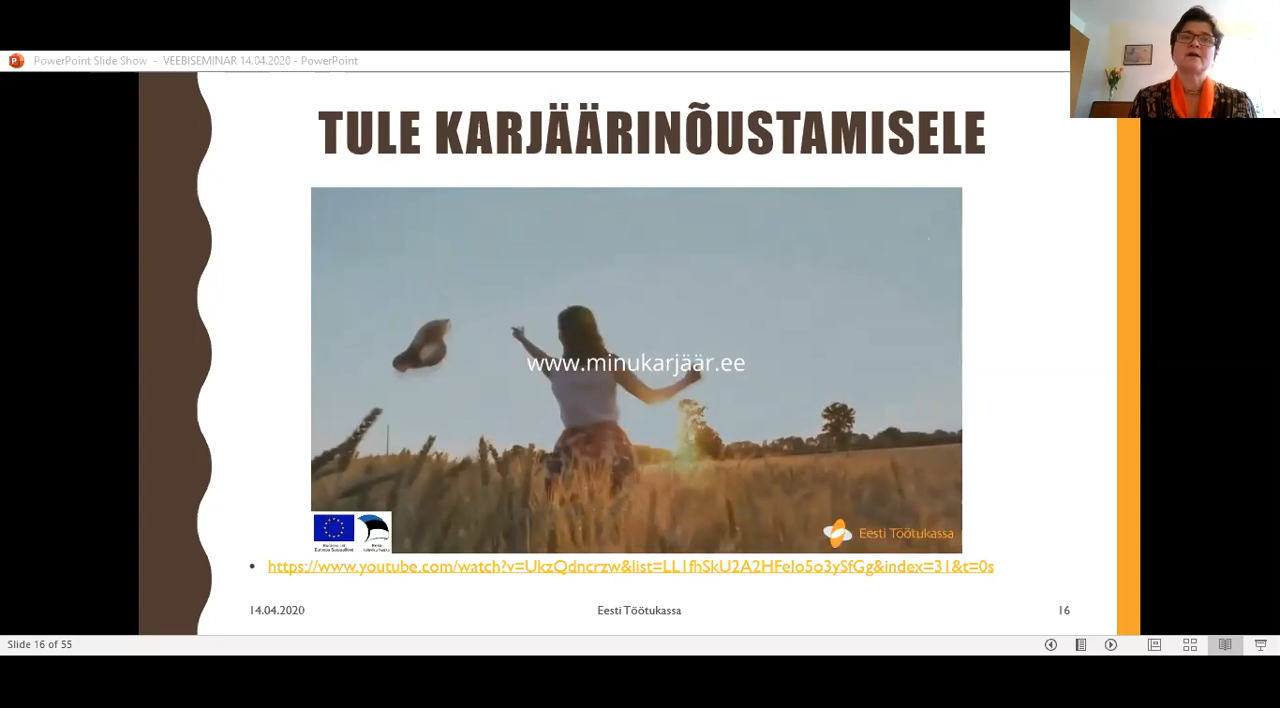 PowerPoint Slide Show - VEEBISEMINAR 14.04.2020 - PowerPoint
TULE KARJÄÄRINÕUSTAMISELE
www.minukarjäär.ee
Eesti Töötukassa
https://www.youtube.com/watch?v=UkzQdncrzw&list=LL1fhSkU2A2HFeIo5o3ySfGg&index=31&t=0s
14.04.2020
Eesti Töötukassa
16
Slide 16 of 55